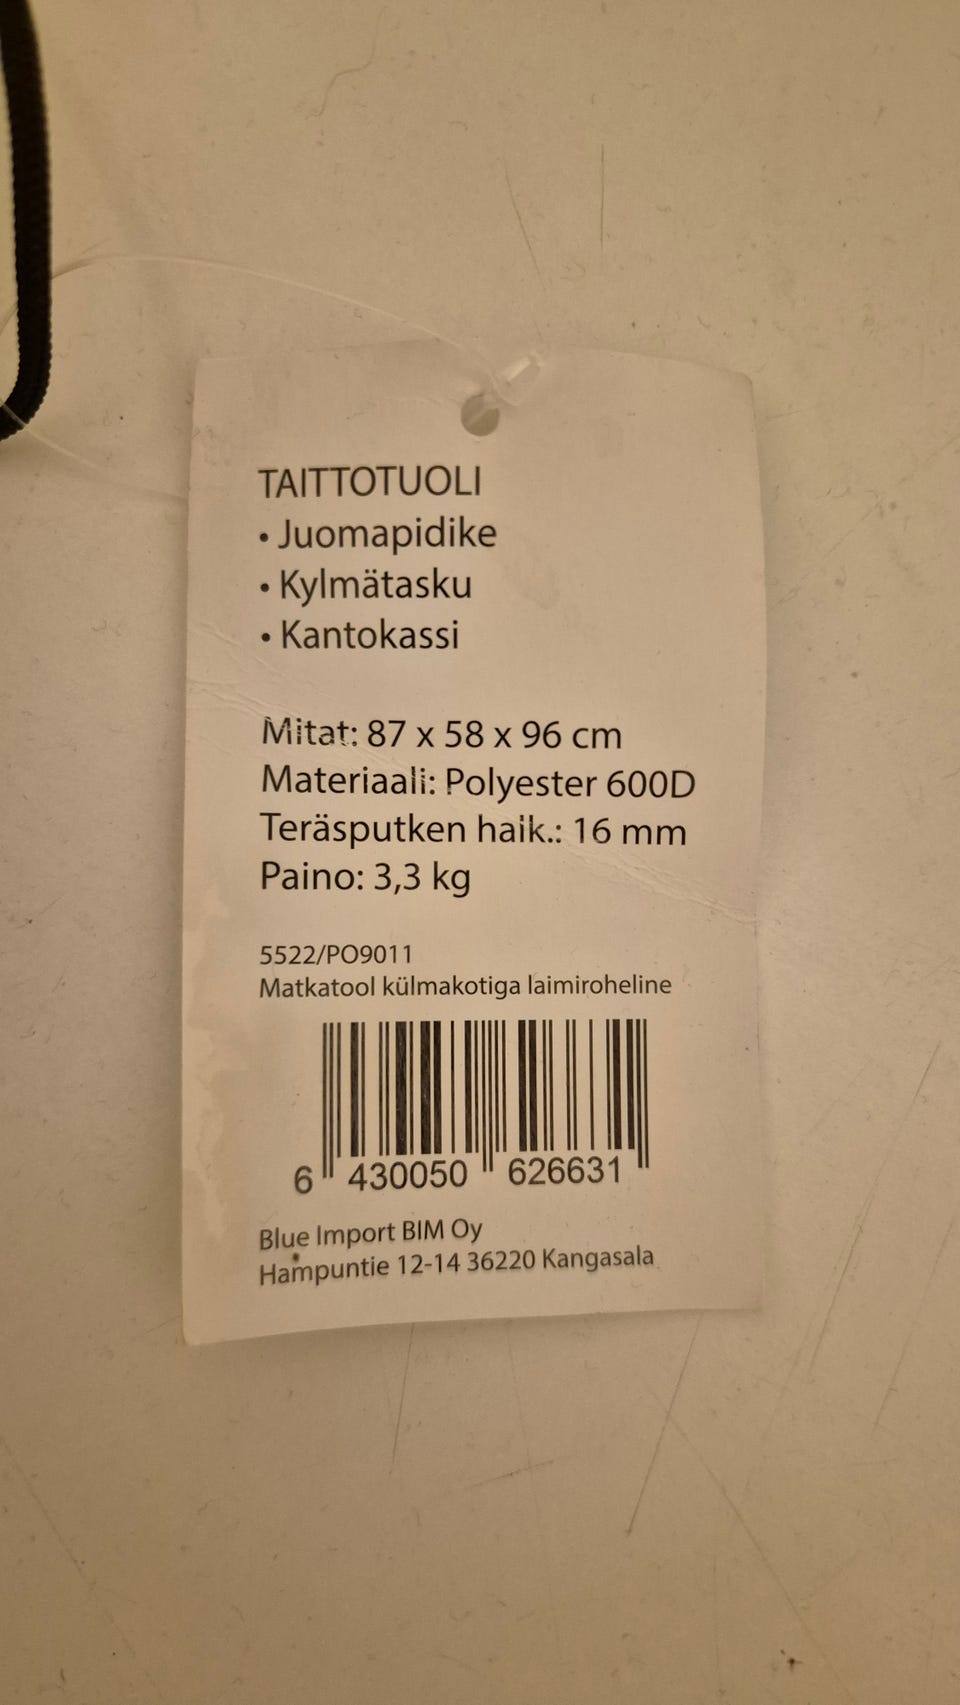 TAITTOTUOLI
• Juomapidike
• Kylmätasku
• Kantokassi
Mitat: 87 x 58 x 96 cm
Materiaali: Polyester 600D
Teräsputken halk.: 16 mm
Paino: 3,3 kg
5522/PO9011
Matkatool külmakotiga laimiroheline
6 430050 626631
Blue Import BIM Oy
Hampuntie 12-14 36220 Kangasala